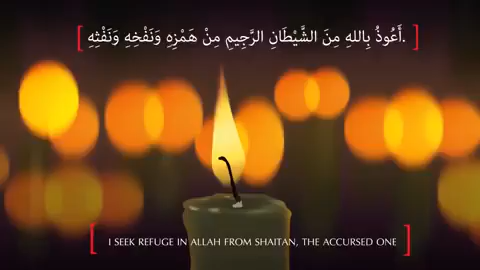 [أَعُوذُ بِاللهِ مِنَ الشَّيْطَانِ الرَّجِيمِ مِنْ هَمْزِهِ وَنَفْخِهِ وَنَفْثِهِ.]
[I SEEK REFUGE IN ALLAH FROM SHAITAN, THE ACCURSED ONE]